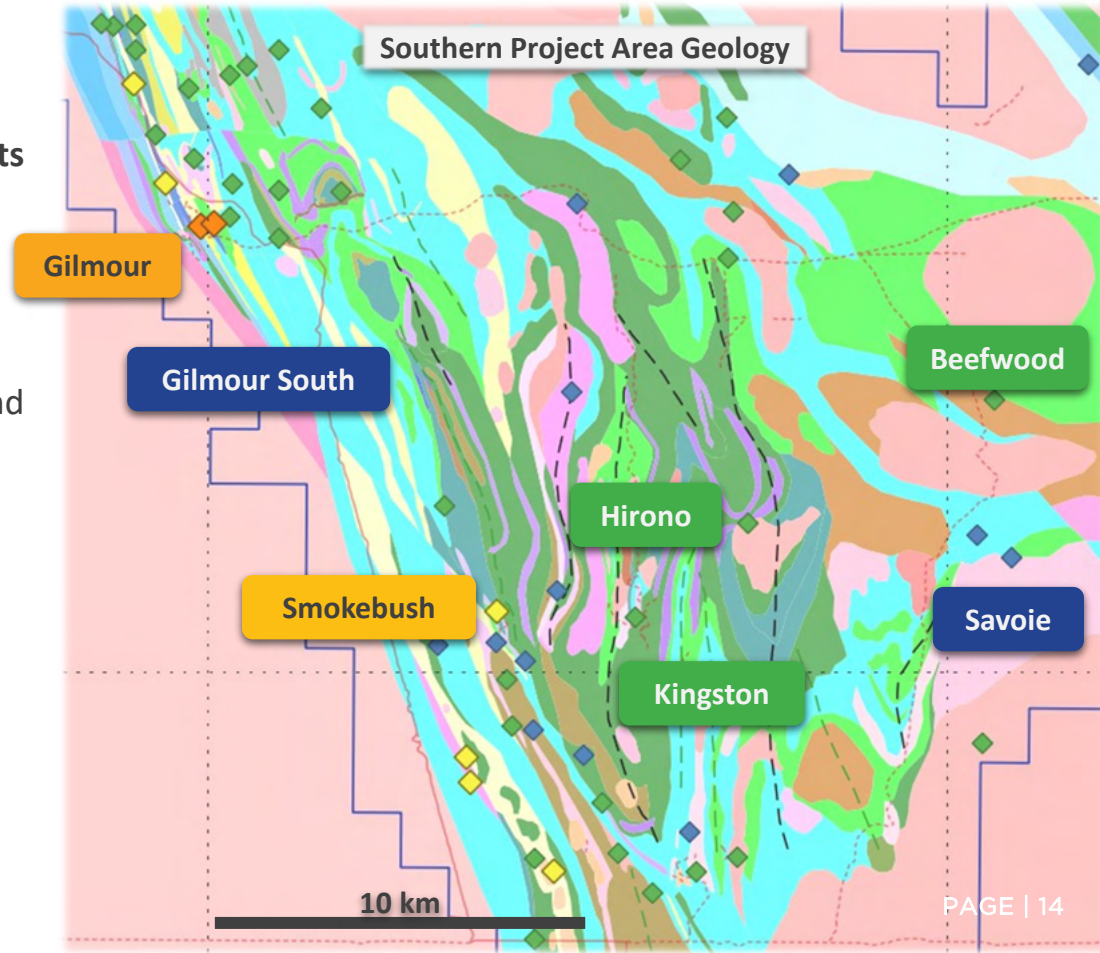 Southern Project Area Geology
ts
Gilmour
Beefwood
Gilmour South
nd
Hirono
Smokebush
Savoie
Kingston
10 km
PAGE | 14